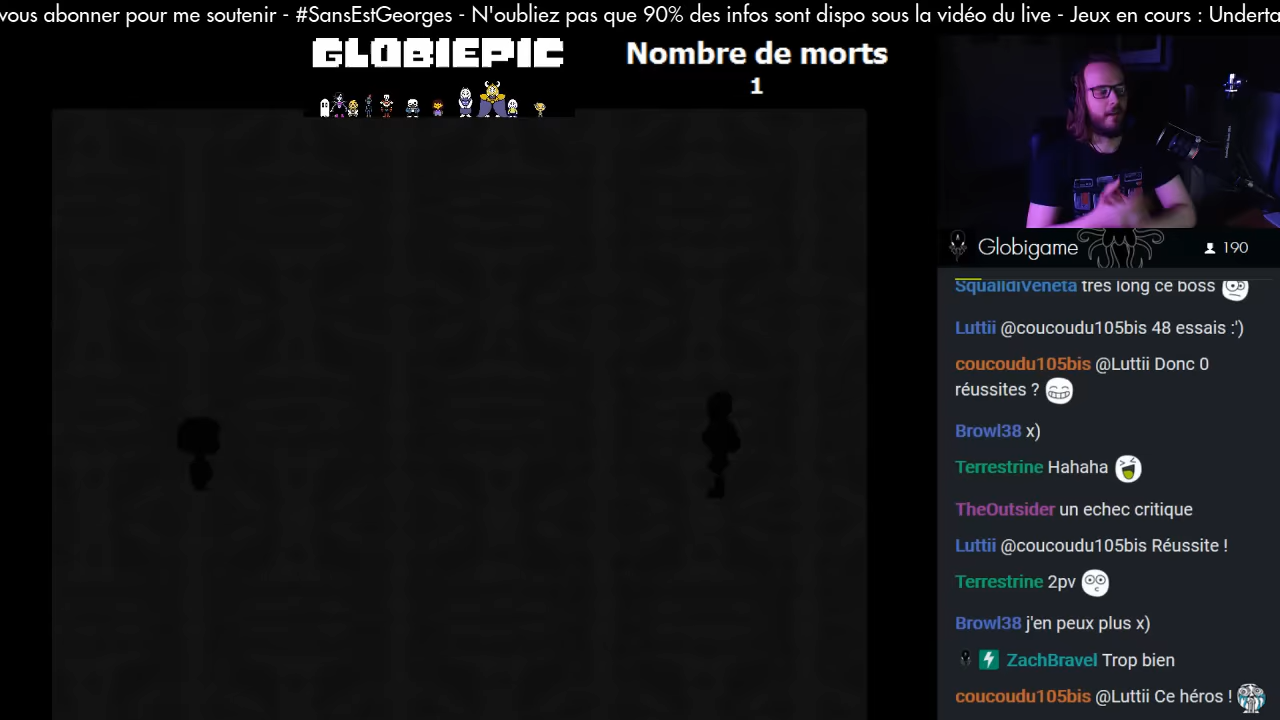 vous abonner pour me soutenir - #SansEstGeorges - N'oubliez pas que 90% des infos sont dispo sous la vidéo du live - Jeux en cours : Underta
GLOBIEPIC
Nombre de morts
1
Globigame
190
SqualidiVeneta très long ce boss
Luttii @coucoudu105bis 48 essais :')
coucoudu105bis @Luttii Donc 0
réussites ?
Browl38 x)
Terrestrine Hahaha
TheOutsider un echec critique
Luttii @coucoudu105bis Réussite !
Terrestrine 2pv
Browl38 j'en peux plus x)
ZachBravel Trop bien
coucoudu105bis @Luttii Ce héros !